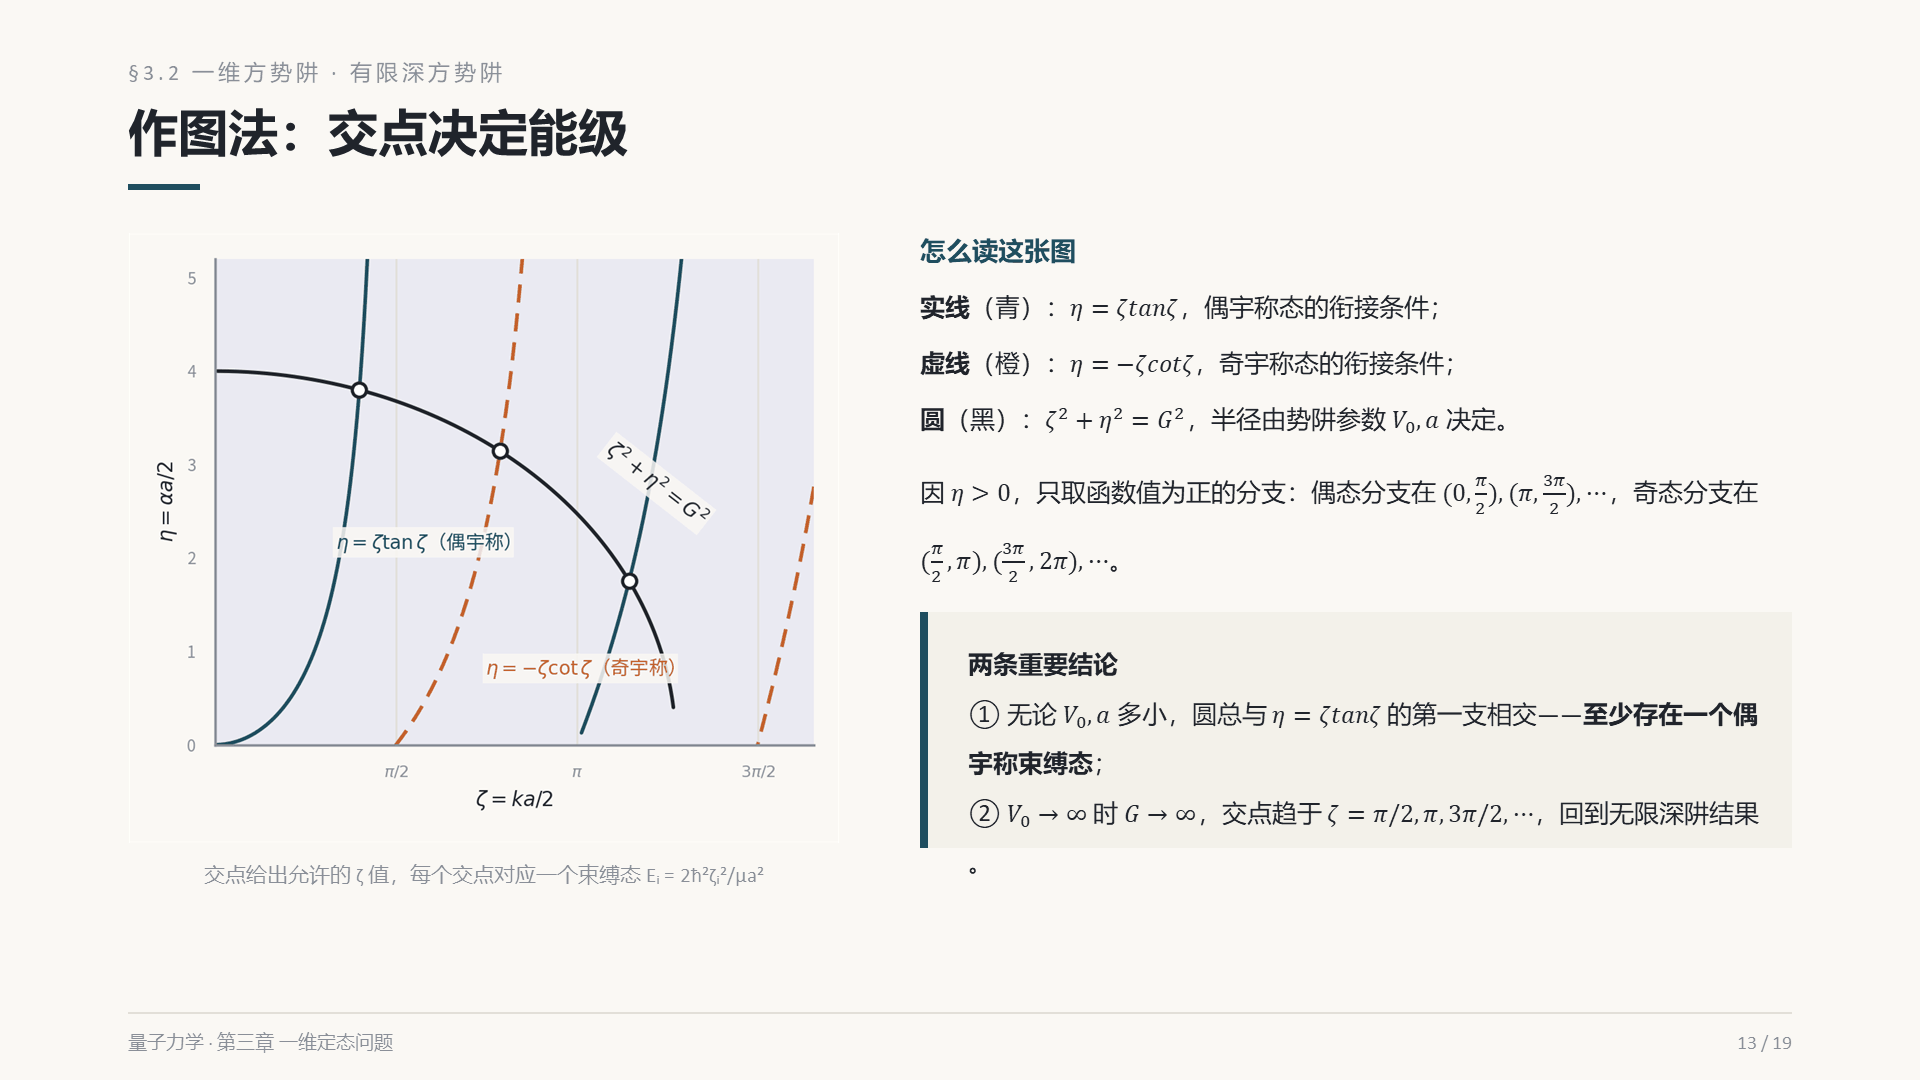 §3.2 一维方势阱 · 有限深方势阱
作图法：交点决定能级
5
4
3
2
1
0
η = αa/2
π/2
π
3π/2
ζ = ka/2
ζ² + η² = G²
η = ζtan ζ（偶宇称）
η = −ζcot ζ（奇宇称）
交点给出允许的 ζ 值，每个交点对应一个束缚态 Eᵢ = 2ħ²ζᵢ²/μa²
怎么读这张图
实线（青）：η = ζtanζ，偶宇称态的衔接条件；
虚线（橙）：η = −ζcotζ，奇宇称态的衔接条件；
圆（黑）：ζ² + η² = G²，半径由势阱参数 V₀, a 决定。
因 η > 0，只取函数值为正的分支：偶态分支在 (0, π/2), (π, 3π/2), ⋯，奇态分支在
(π/2, π), (3π/2, 2π), ⋯。
两条重要结论
① 无论 V₀, a 多小，圆总与 η = ζtanζ 的第一支相交——至少存在一个偶
宇称束缚态；
② V₀ → ∞ 时 G → ∞，交点趋于 ζ = π/2, π, 3π/2, ⋯，回到无限深阱结果
。
量子力学 · 第三章 一维定态问题
13 / 19